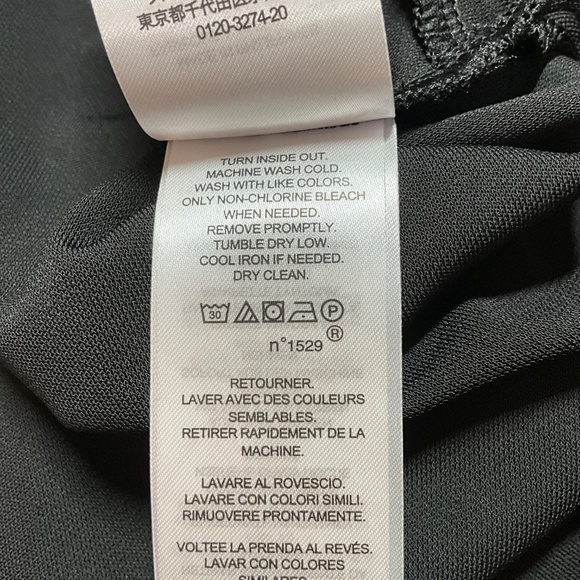 東京都千代田区
0120-3274-20
TURN INSIDE OUT.
MACHINE WASH COLD.
WASH WITH LIKE COLORS.
ONLY NON-CHLORINE BLEACH
WHEN NEEDED.
REMOVE PROMPTLY.
TUMBLE DRY LOW.
COOL IRON IF NEEDED.
DRY CLEAN.
30 P
®
n°1529
RETOURNER.
LAVER AVEC DES COULEURS
SEMBLABLES.
RETIRER RAPIDEMENT DE LA
MACHINE.
LAVARE AL ROVESCIO.
LAVARE CON COLORI SIMILI.
RIMUOVERE PRONTAMENTE.
VOLTEE LA PRENDA AL REVÉS.
LAVAR CON COLORES
SIMILARES.